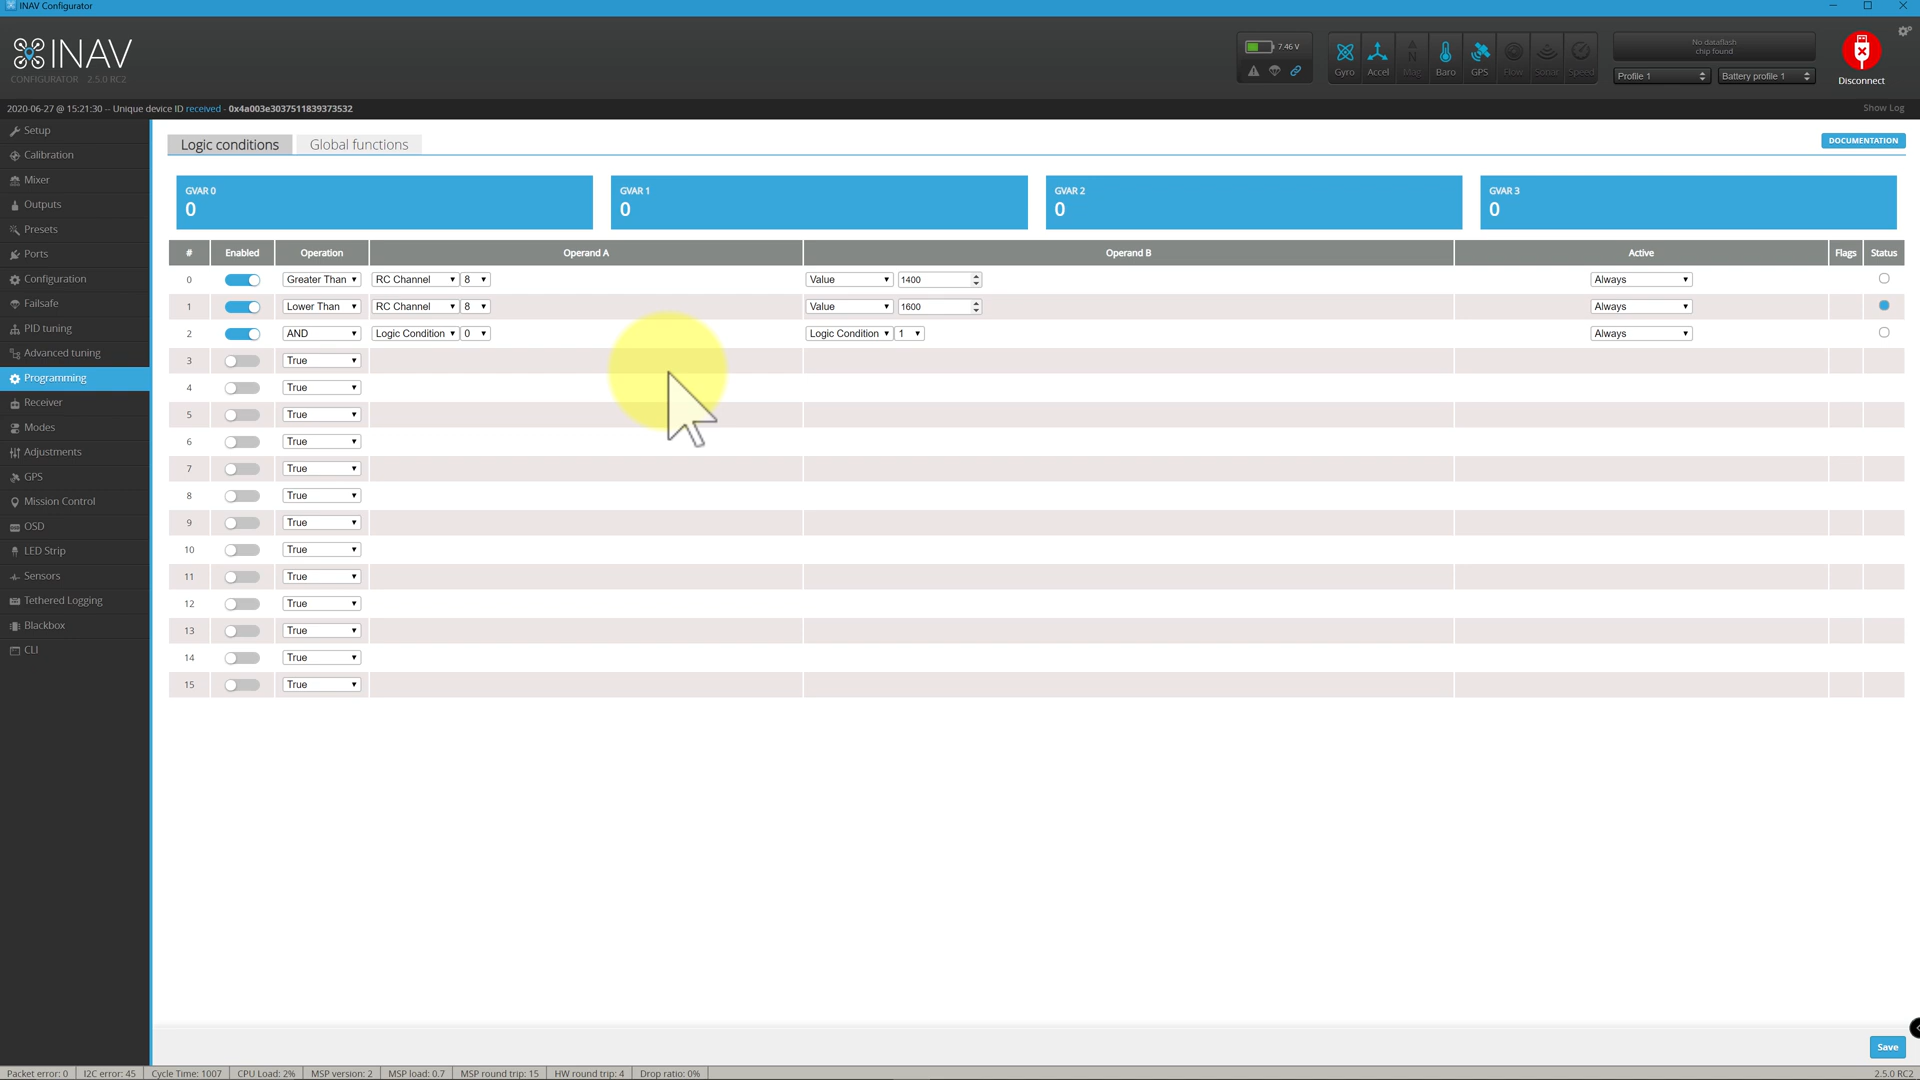 INAV Configurator
INAV
CONFIGURATOR 2.5.0 RC2
7.46 V
Gyro Accel Mag Baro GPS Flow Sonar Speed
No dataflash
chip found
Profile 1 Battery profile 1
Disconnect
2020-06-27 @ 15:21:30 -- Unique device ID received - 0x4a003e3037511839373532
Show Log
Setup
Calibration
Mixer
Outputs
Presets
Ports
Configuration
Failsafe
PID tuning
Advanced tuning
Programming
Receiver
Modes
Adjustments
GPS
Mission Control
OSD
LED Strip
Sensors
Tethered Logging
Blackbox
CLI
Logic conditions Global functions
DOCUMENTATION
GVAR 0 GVAR 1 GVAR 2 GVAR 3
0 0 0 0
# Enabled Operation Operand A Operand B Active Flags Status
0 Greater Than RC Channel 8 Value 1400 Always
1 Lower Than RC Channel 8 Value 1600 Always
2 AND Logic Condition 0 Logic Condition 1 Always
3 True
4 True
5 True
6 True
7 True
8 True
9 True
10 True
11 True
12 True
13 True
14 True
15 True
Save
Packet error: 0 I2C error: 45 Cycle Time: 1007 CPU Load: 2% MSP version: 2 MSP load: 0.7 MSP round trip: 15 HW round trip: 4 Drop ratio: 0% 2.5.0 RC2